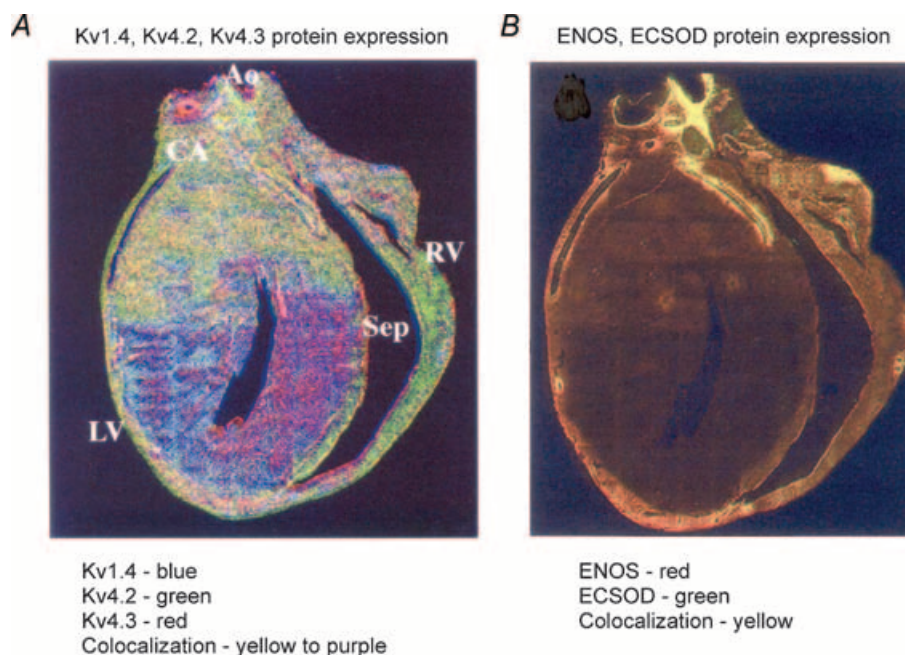 A
Kv1.4, Kv4.2, Kv4.3 protein expression
Ao
CA
RV
Sep
LV
Kv1.4 - blue
Kv4.2 - green
Kv4.3 - red
Colocalization - yellow to purple
B
ENOS, ECSOD protein expression
ENOS - red
ECSOD - green
Colocalization - yellow